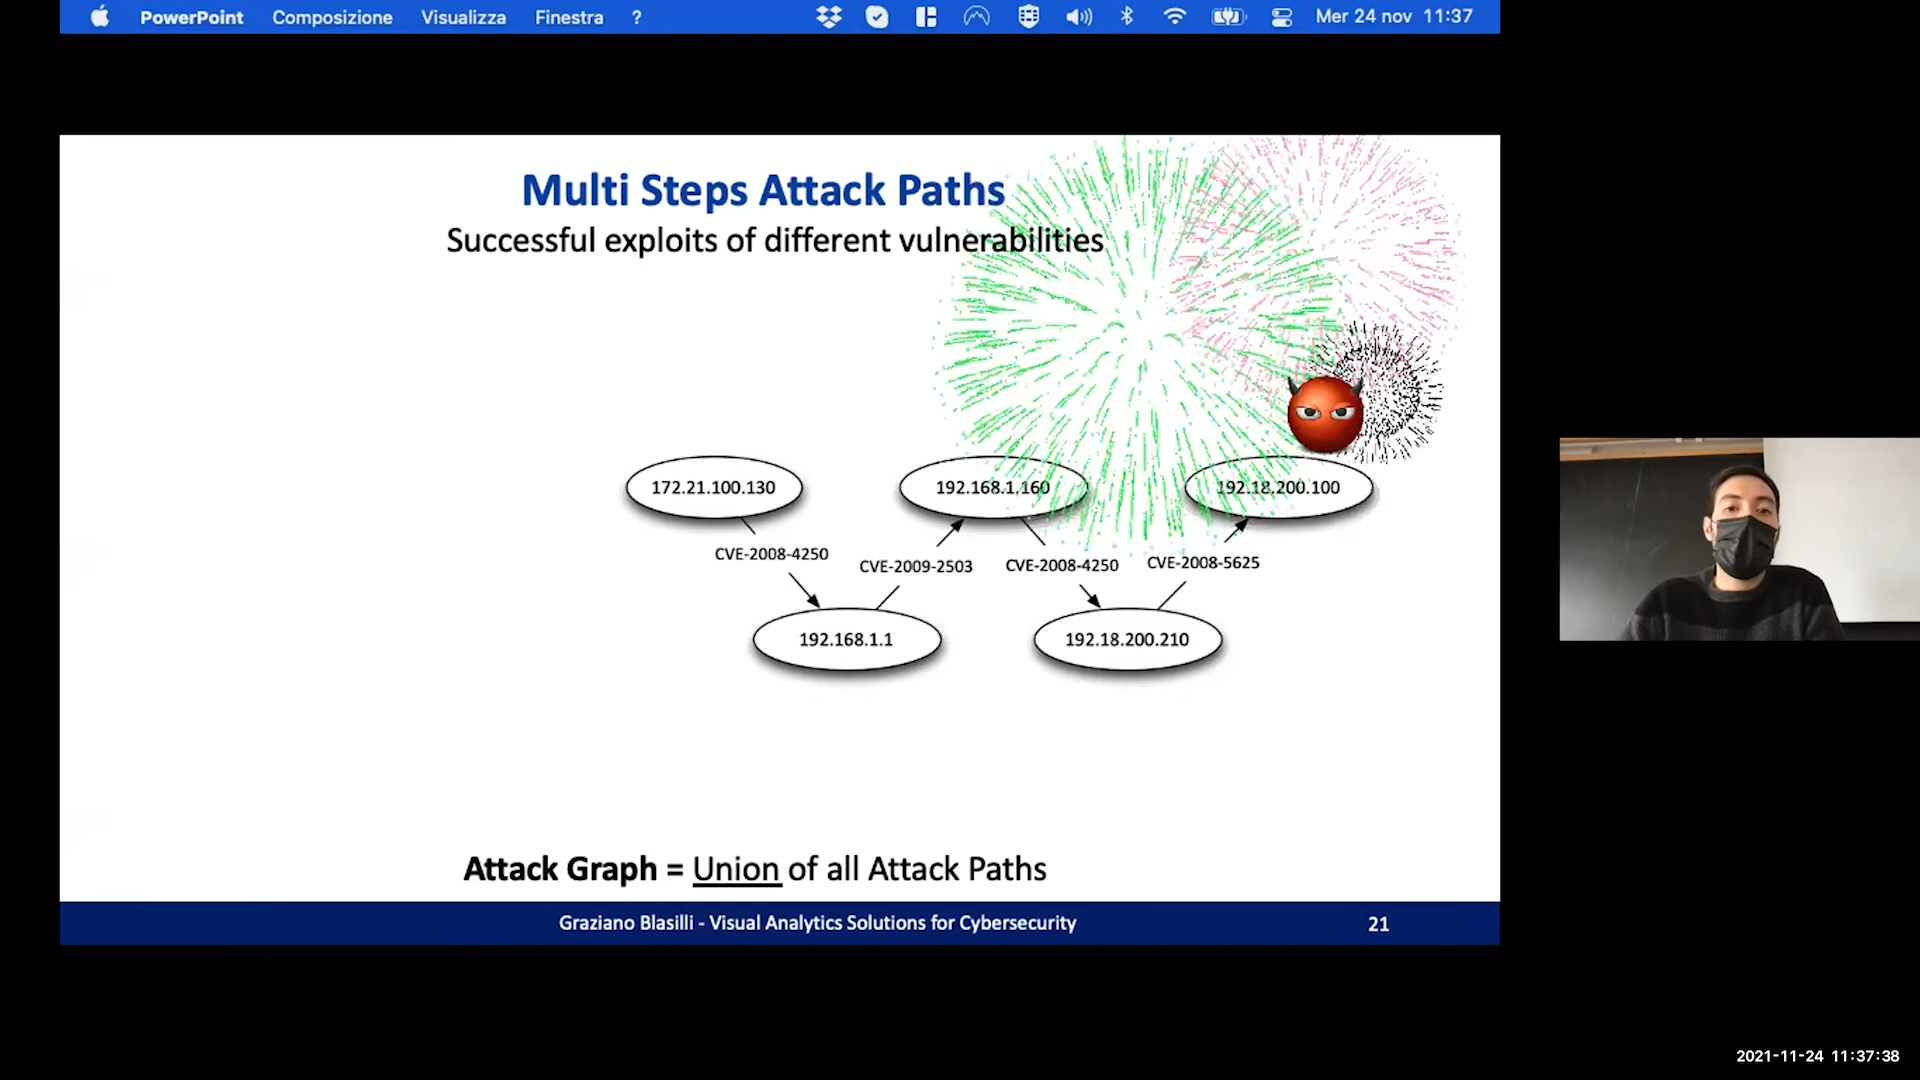 PowerPoint Composizione Visualizza Finestra ? Mer 24 nov 11:37
Multi Steps Attack Paths
Successful exploits of different vulnerabilities
172.21.100.130 192.168.1.160 192.18.200.100
CVE-2008-4250 CVE-2009-2503 CVE-2008-4250 CVE-2008-5625
192.168.1.1 192.18.200.210
Attack Graph = Union of all Attack Paths
Graziano Blasilli - Visual Analytics Solutions for Cybersecurity 21
2021-11-24 11:37:38